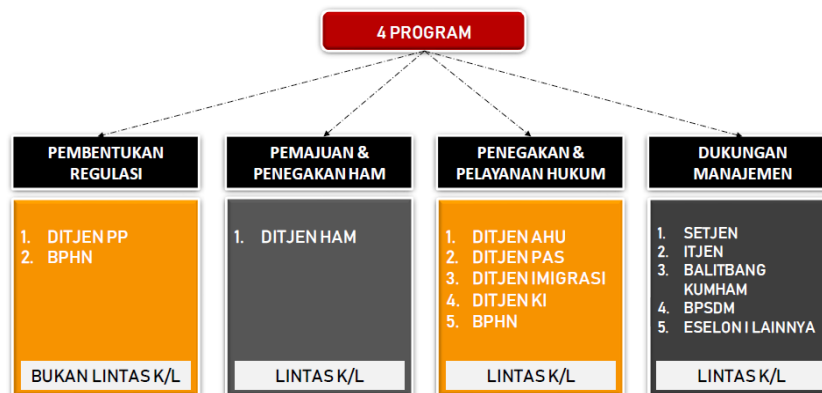 4 PROGRAM
PEMBENTUKAN
REGULASI
1. DITJEN PP
2. BPHN
BUKAN LINTAS K/L
PEMAJUAN &
PENEGAKAN HAM
1. DITJEN HAM
LINTAS K/L
PENEGAKAN &
PELAYANAN HUKUM
1. DITJEN AHU
2. DITJEN PAS
3. DITJEN IMIGRASI
4. DITJEN KI
5. BPHN
LINTAS K/L
DUKUNGAN
MANAJEMEN
1. SETJEN
2. ITJEN
3. BALITBANG
KUMHAM
4. BPSDM
5. ESELON I LAINNYA
LINTAS K/L